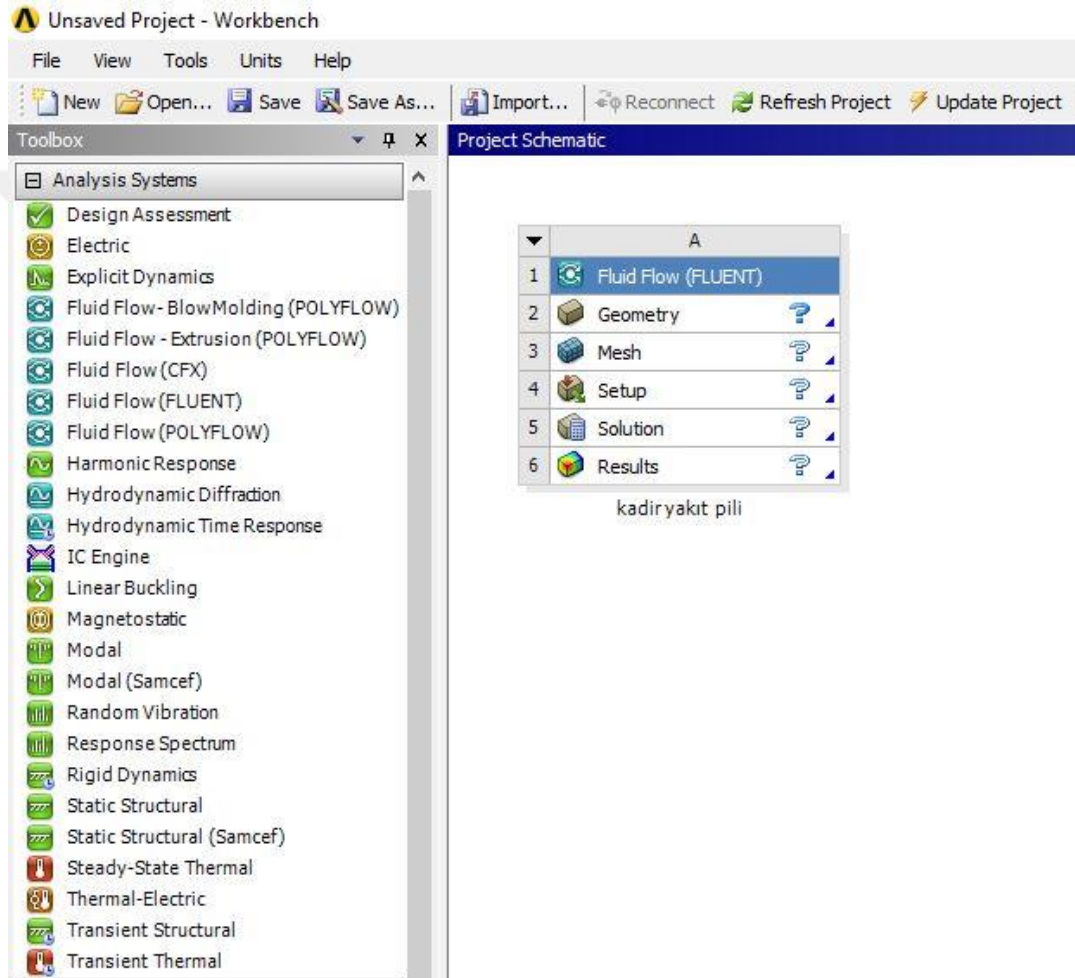 Unsaved Project - Workbench
File View Tools Units Help
New Open... Save Save As... Import... Reconnect Refresh Project Update Project
Toolbox
Project Schematic
Analysis Systems
Design Assessment
Electric
Explicit Dynamics
Fluid Flow-BlowMolding (POLYFLOW)
Fluid Flow - Extrusion (POLYFLOW)
Fluid Flow (CFX)
Fluid Flow (FLUENT)
Fluid Flow (POLYFLOW)
Harmonic Response
Hydrodynamic Diffraction
Hydrodynamic Time Response
IC Engine
Linear Buckling
Magnetostatic
Modal
Modal (Samcef)
Random Vibration
Response Spectrum
Rigid Dynamics
Static Structural
Static Structural (Samcef)
Steady-State Thermal
Thermal-Electric
Transient Structural
Transient Thermal
A
1 Fluid Flow (FLUENT)
2 Geometry ?
3 Mesh ?
4 Setup ?
5 Solution ?
6 Results ?
kadiryakıt pili